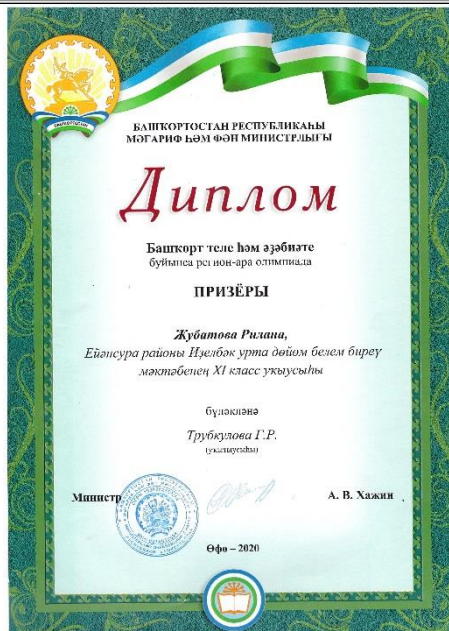 БАШКОРТОСТАН
БАШҠОРТОСТАН РЕСПУБЛИКАҺЫ
МӘҒАРИФ ҺӘМ ФӘН МИНИСТРЛЫҒЫ
Диплом
Башҡорт теле һәм әҙәбиәте
буйынса регион-ара олимпиада
ПРИЗЁРЫ
Жубатова Рилана,
Ейәнсура районы Иҙелбәк урта дөйөм белем биреү
мәктәбенең XI класс уҡыусыһы
бүләкләнә
Трубкулова Г.Р.
(уҡытыусыһы)
Министр
А. В. Хажин
Өфө – 2020